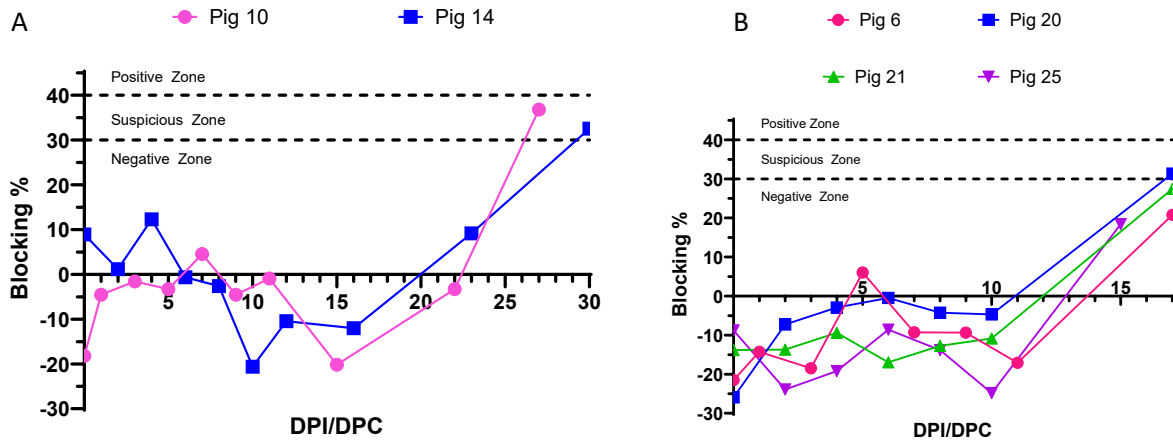 A
Pig 10
Pig 14
Positive Zone
Suspicious Zone
Negative Zone
Blocking %
40
30
20
10
0
-10
-20
-30
5
10
15
20
25
30
DPI/DPC
B
Pig 6
Pig 20
Pig 21
Pig 25
Positive Zone
Suspicious Zone
Negative Zone
Blocking %
40
30
20
10
0
-10
-20
-30
5
10
15
DPI/DPC